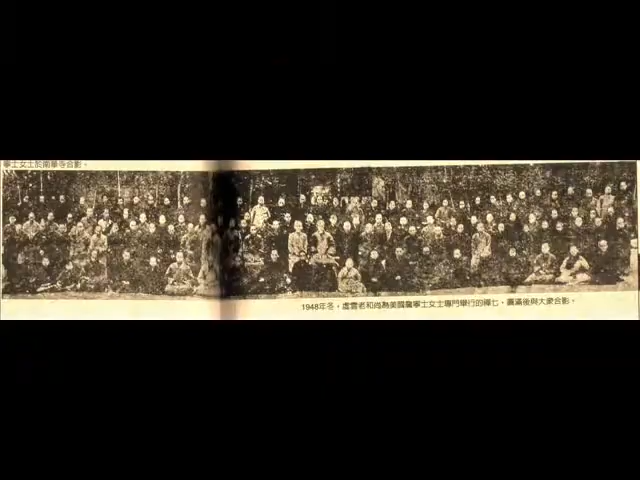 寧士女士於南華寺合影。
1948年冬，虛雲老和尚為美國詹寧士女士專門舉行的禪七，圓滿後與大眾合影。